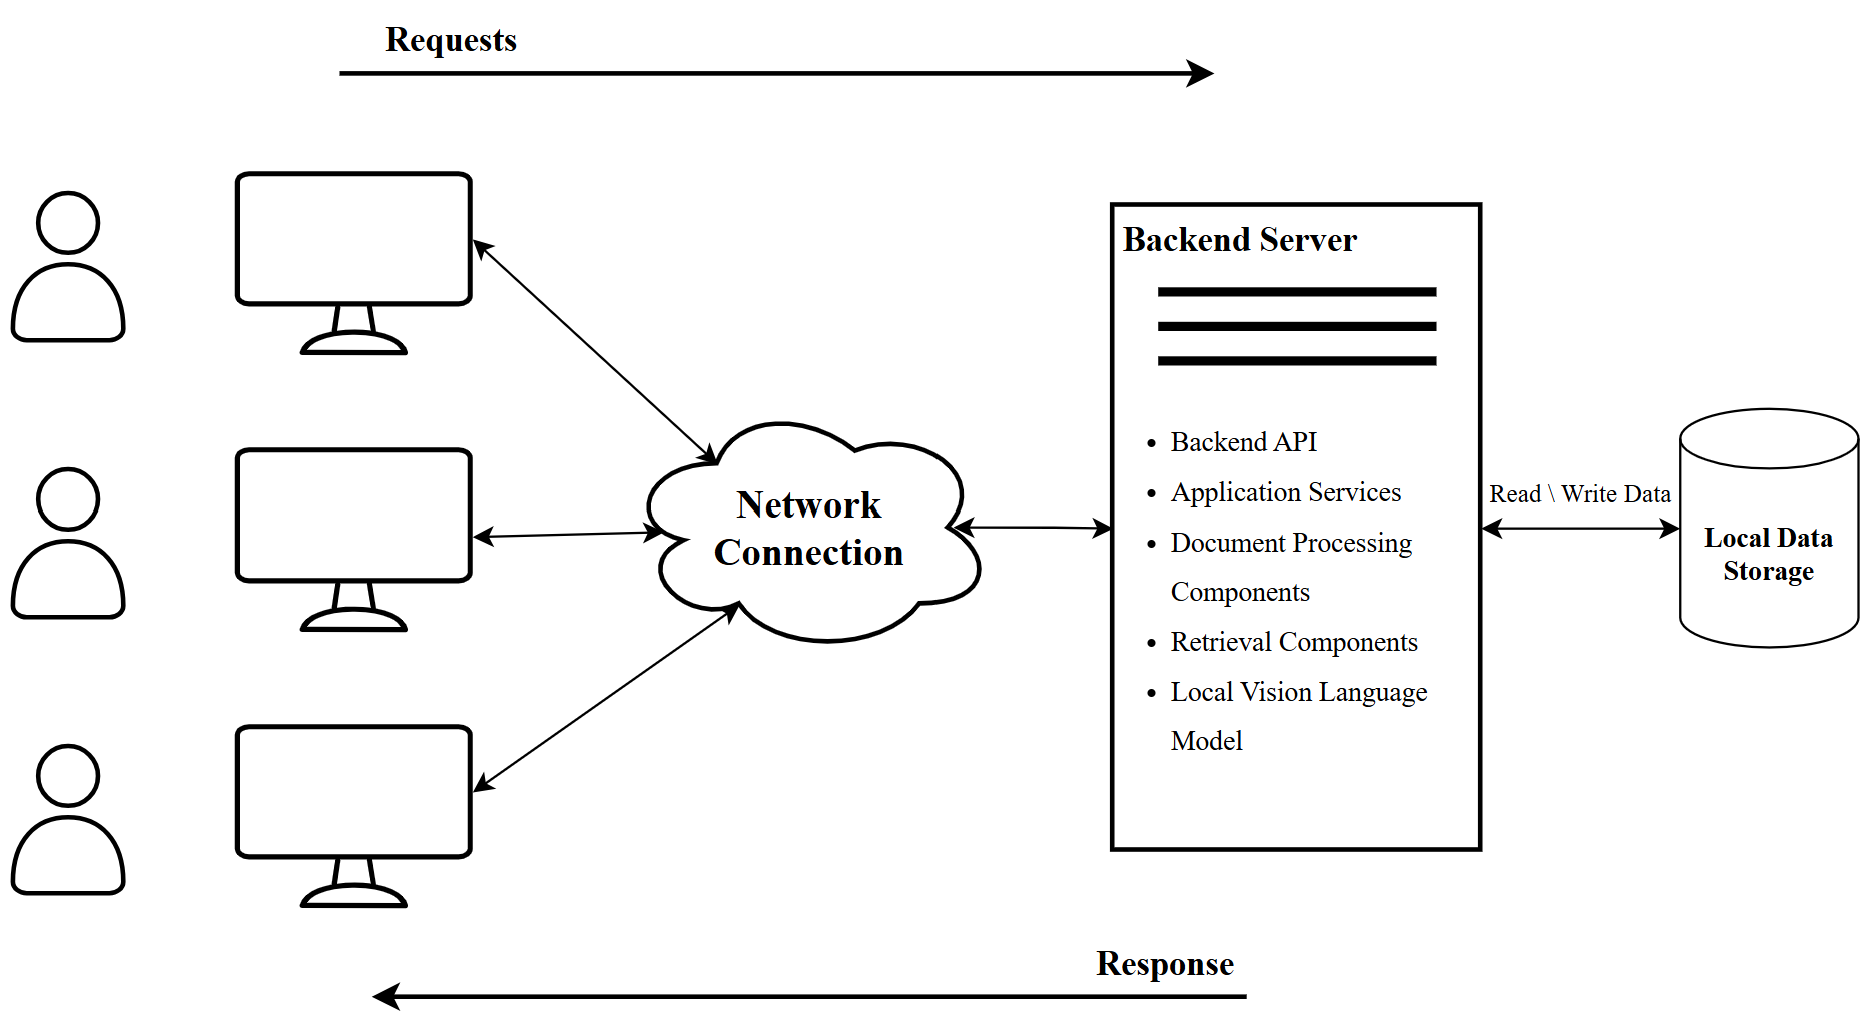 Requests
Backend Server
• Backend API
• Application Services
• Document Processing
Components
• Retrieval Components
• Local Vision Language
Model
Network
Connection
Read \ Write Data
Local Data
Storage
Response